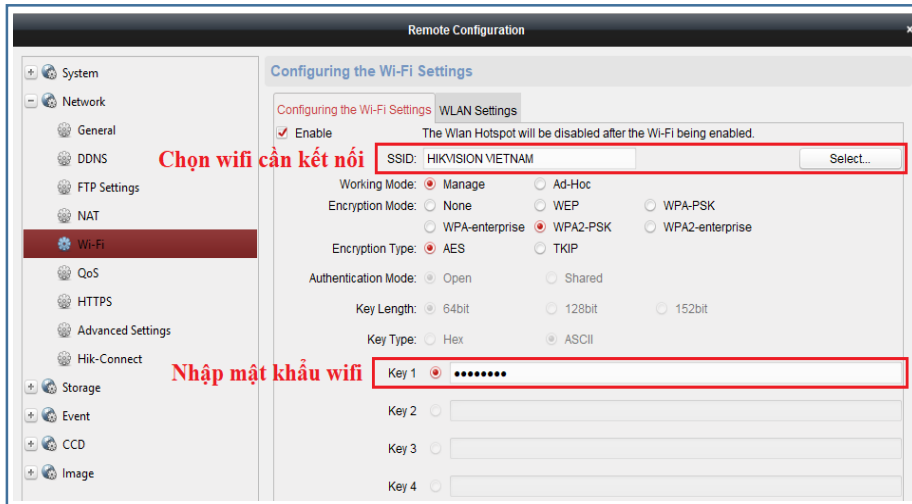 Remote Configuration
x
System
Network
General
DDNS
FTP Settings
NAT
Wi-Fi
QoS
HTTPS
Advanced Settings
Hik-Connect
Storage
Event
CCD
Image
Configuring the Wi-Fi Settings
Configuring the Wi-Fi Settings WLAN Settings
Enable The Wlan Hotspot will be disabled after the Wi-Fi being enabled.
Chọn wifi cần kết nối SSID: HIKVISION VIETNAM Select...
Working Mode: Manage Ad-Hoc
Encryption Mode: None WEP WPA-PSK
WPA-enterprise WPA2-PSK WPA2-enterprise
Encryption Type: AES TKIP
Authentication Mode: Open Shared
Key Length: 64bit 128bit 152bit
Key Type: Hex ASCII
Nhập mật khẩu wifi Key 1 ••••••••
Key 2
Key 3
Key 4